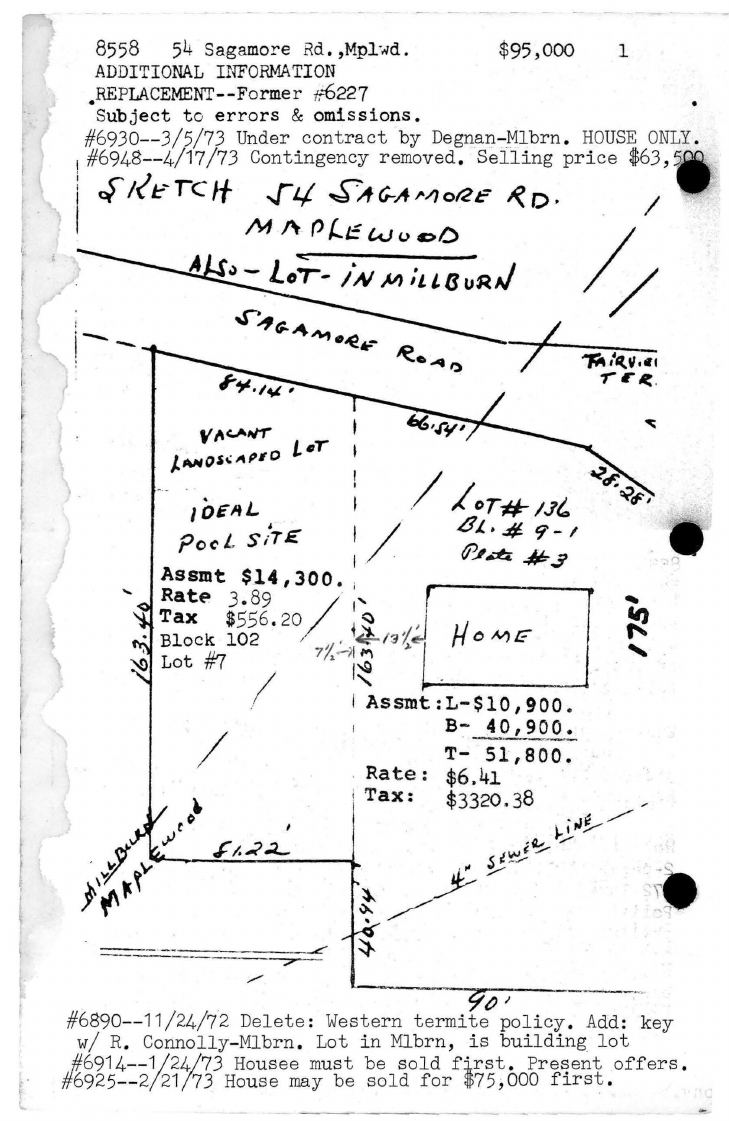 8558 54 Sagamore Rd.,Mplwd. $95,000 1
ADDITIONAL INFORMATION
.REPLACEMENT--Former #6227
Subject to errors & omissions.
#6930--3/5/73 Under contract by Degnan-Mlbrn. HOUSE ONLY.
#6948--4/17/73 Contingency removed. Selling price $63,500
SKETCH 54 SAGAMORE RD.
MAPLEWOOD
ALSO - LOT - IN MILLBURN
SAGAMORE ROAD
FAIRVIEW
TER.
84.14'
66.54'
28.28'
VACANT
LANDSCAPED LOT
IDEAL
POOL SITE
LOT # 136
BL. # 9-1
Plate # 3
Assmt $14,300.
Rate 3.89
Tax $556.20
Block 102
Lot #7
163.40'
163.40'
7½'
13½'
HOME
175'
Assmt:L-$10,900.
B- 40,900.
T- 51,800.
Rate: $6.41
Tax: $3320.38
MILLBURN
MAPLEWOOD
81.22'
4" SEWER LINE
40.94
90'
#6890--11/24/72 Delete: Western termite policy. Add: key
w/ R. Connolly-Mlbrn. Lot in Mlbrn, is building lot
#6914--1/24/73 Housee must be sold first. Present offers.
#6925--2/21/73 House may be sold for $75,000 first.